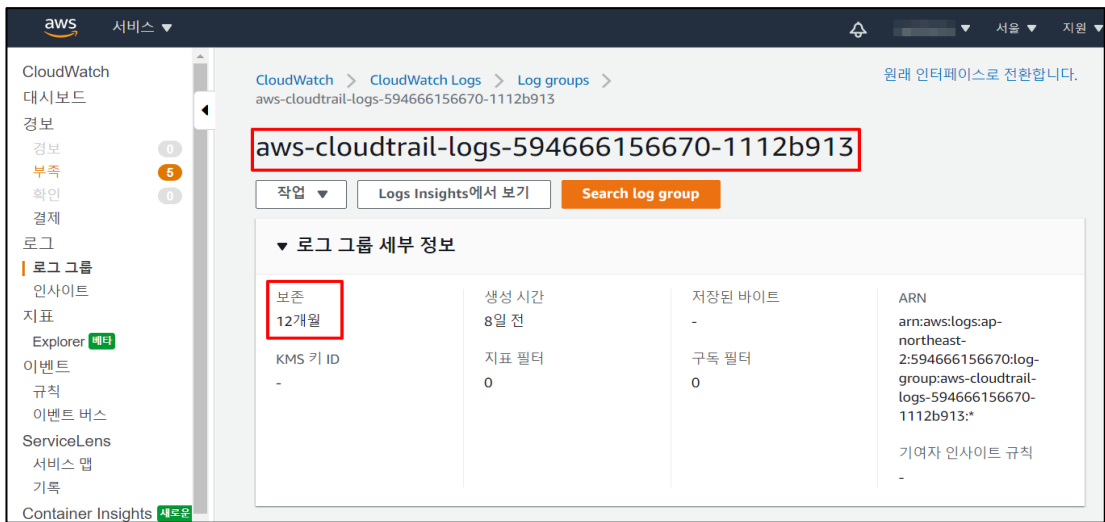 aws 서비스 ▼ 서울 ▼ 지원 ▼
CloudWatch
대시보드
경보
경보 0
부족 5
확인 0
결제
로그
로그 그룹
인사이트
지표
Explorer 베타
이벤트
규칙
이벤트 버스
ServiceLens
서비스 맵
기록
Container Insights 새로운
CloudWatch > CloudWatch Logs > Log groups >
aws-cloudtrail-logs-594666156670-1112b913
원래 인터페이스로 전환합니다.
aws-cloudtrail-logs-594666156670-1112b913
작업 ▼ Logs Insights에서 보기 Search log group
▼ 로그 그룹 세부 정보
보존
12개월
KMS 키 ID
-
생성 시간
8일 전
지표 필터
0
저장된 바이트
-
구독 필터
0
ARN
arn:aws:logs:ap-
northeast-
2:594666156670:log-
group:aws-cloudtrail-
logs-594666156670-
1112b913:*
기여자 인사이트 규칙
-